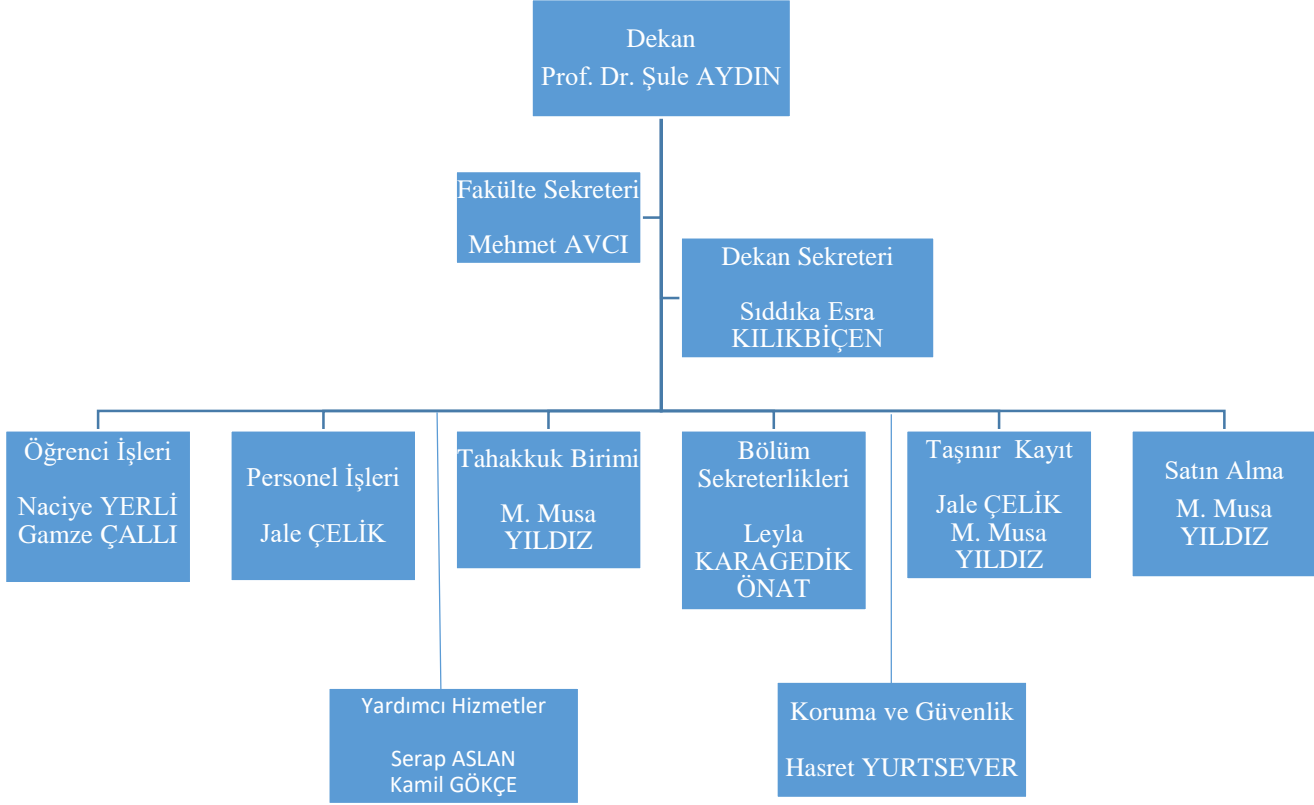 Dekan
Prof. Dr. Şule AYDIN
Fakülte Sekreteri
Mehmet AVCI
Dekan Sekreteri
Sıddıka Esra
KILIKBİÇEN
Öğrenci İşleri
Naciye YERLİ
Gamze ÇALLI
Personel İşleri
Jale ÇELİK
Tahakkuk Birimi
M. Musa
YILDIZ
Bölüm
Sekreterlikleri
Leyla
KARAGEDİK
ÖNAT
Taşınır Kayıt
Jale ÇELİK
M. Musa
YILDIZ
Satın Alma
M. Musa
YILDIZ
Yardımcı Hizmetler
Serap ASLAN
Kamil GÖKÇE
Koruma ve Güvenlik
Hasret YURTSEVER